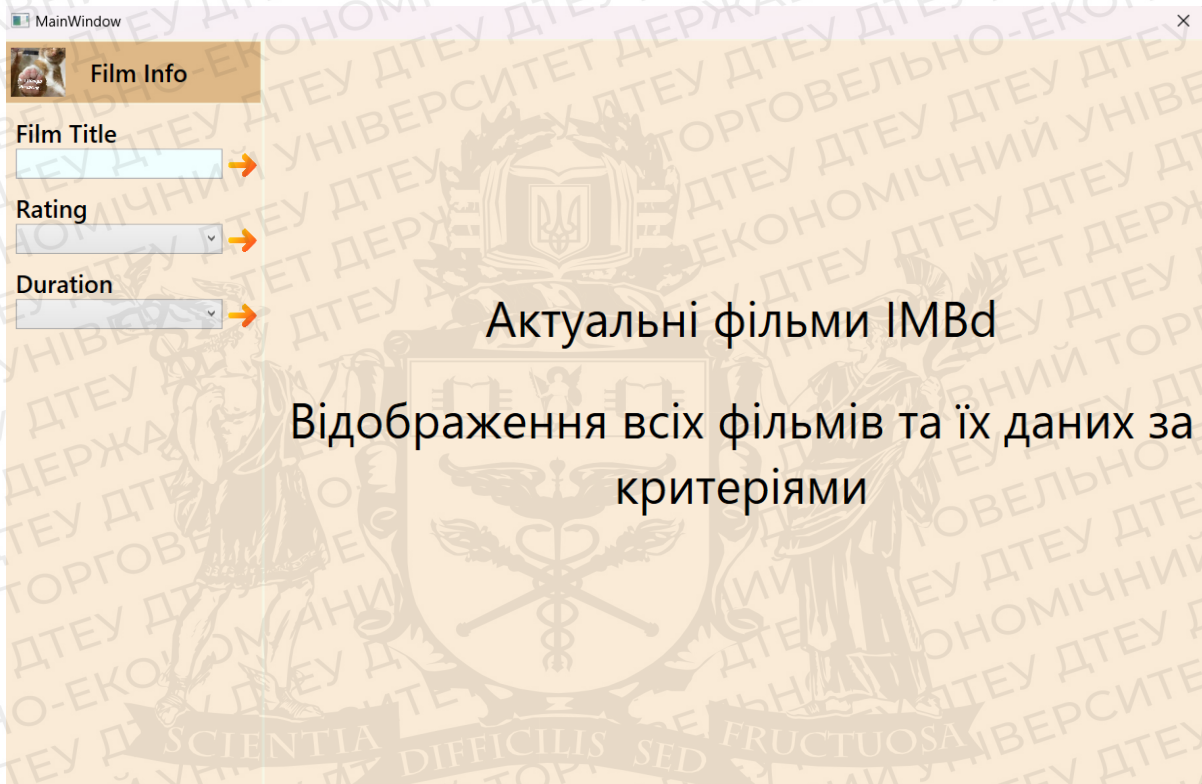 MainWindow
Film Info
Film Title
Rating
Duration
Актуальні фільми IMBd
Відображення всіх фільмів та їх даних за
критеріями
SCIENTIA DIFFICILIS SED FRUCTUOSA